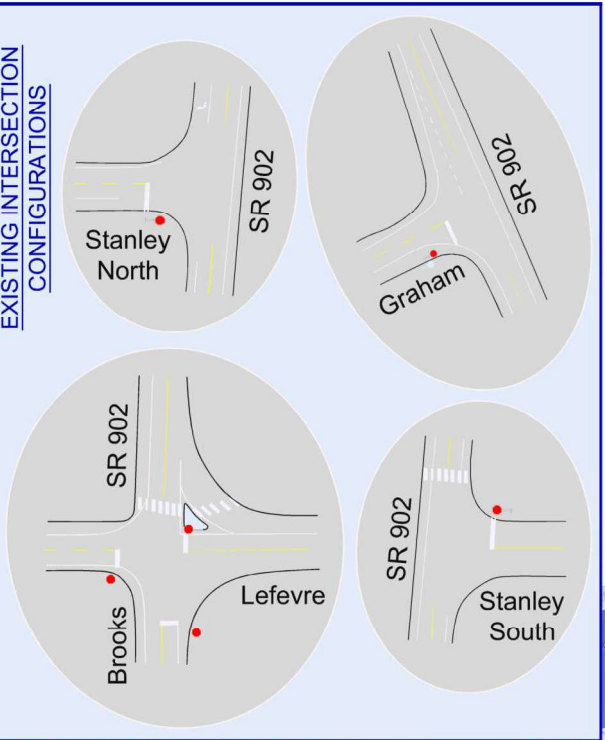 EXISTING INTERSECTION
CONFIGURATIONS
SR 902
Brooks
Lefevre
Stanley
North
SR 902
SR 902
Stanley
South
Graham
SR 902